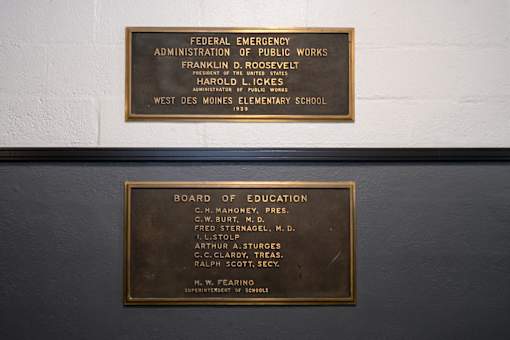 FEDERAL EMERGENCY
ADMINISTRATION OF PUBLIC WORKS
FRANKLIN D. ROOSEVELT
PRESIDENT OF THE UNITED STATES
HAROLD L. ICKES
ADMINISTRATOR OF PUBLIC WORKS
WEST DES MOINES ELEMENTARY SCHOOL
1939
BOARD OF EDUCATION
C. H. MAHONEY, PRES.
C. W. BURT, M. D.
FRED STERNAGEL, M. D.
I. L. STOLP
ARTHUR A. STURGES
C. C. CLARDY, TREAS.
RALPH SCOTT, SECY.
H. W. FEARING
SUPERINTENDENT OF SCHOOLS